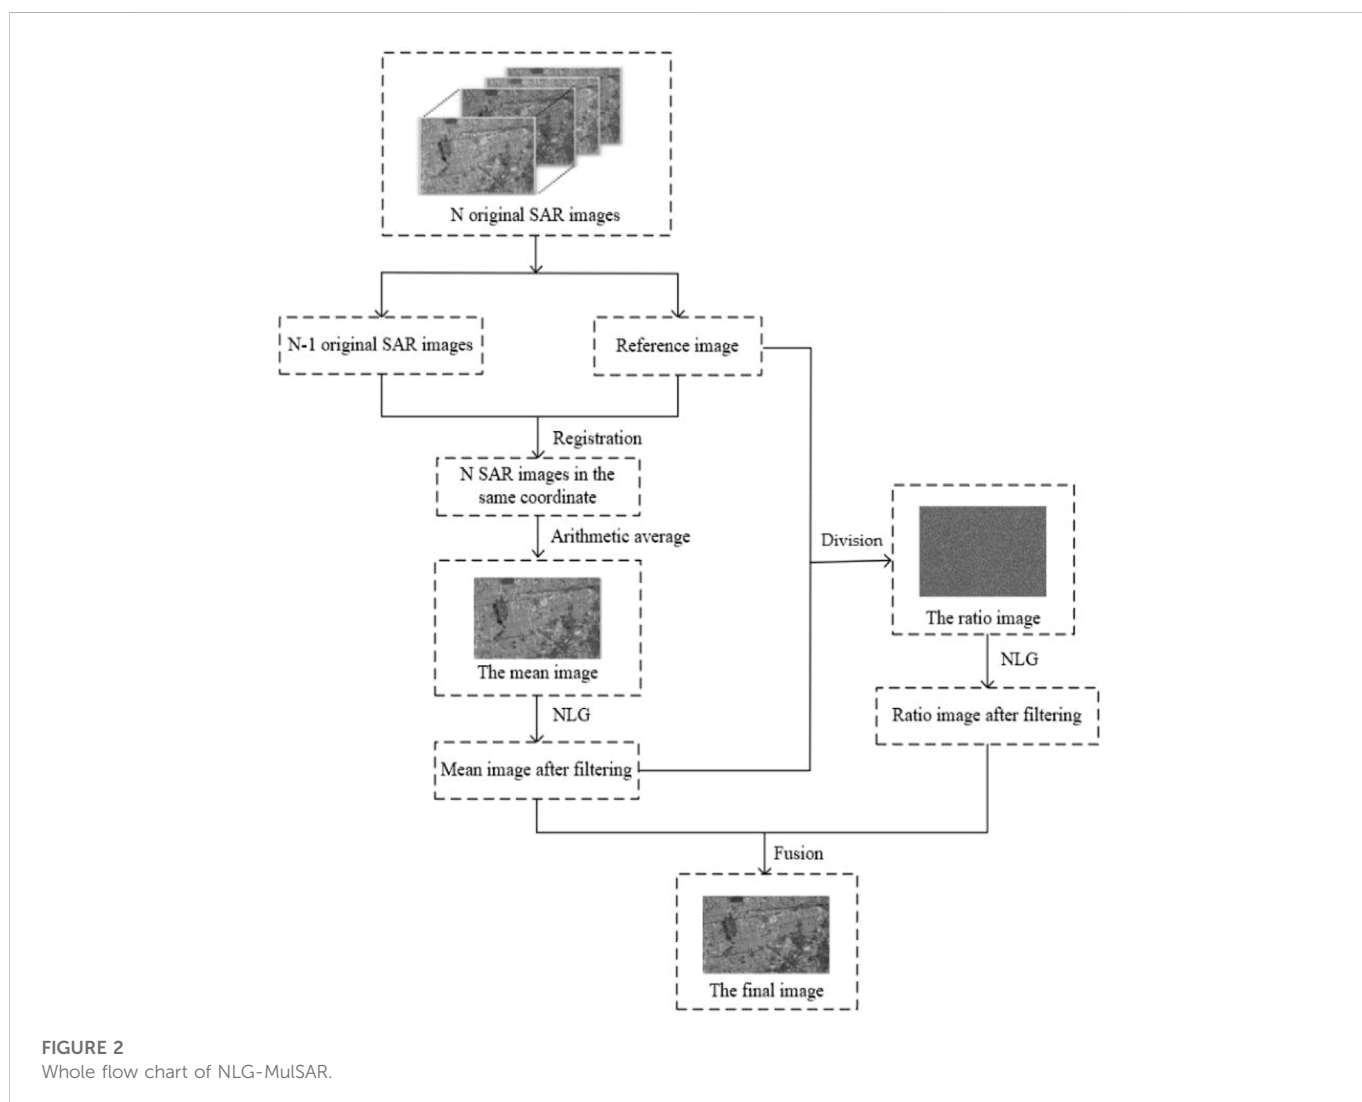 N original SAR images
N-1 original SAR images
Reference image
Registration
N SAR images in the
same coordinate
Arithmetic average
Division
The mean image
The ratio image
NLG
NLG
Mean image after filtering
Ratio image after filtering
Fusion
The final image
FIGURE 2
Whole flow chart of NLG-MulSAR.